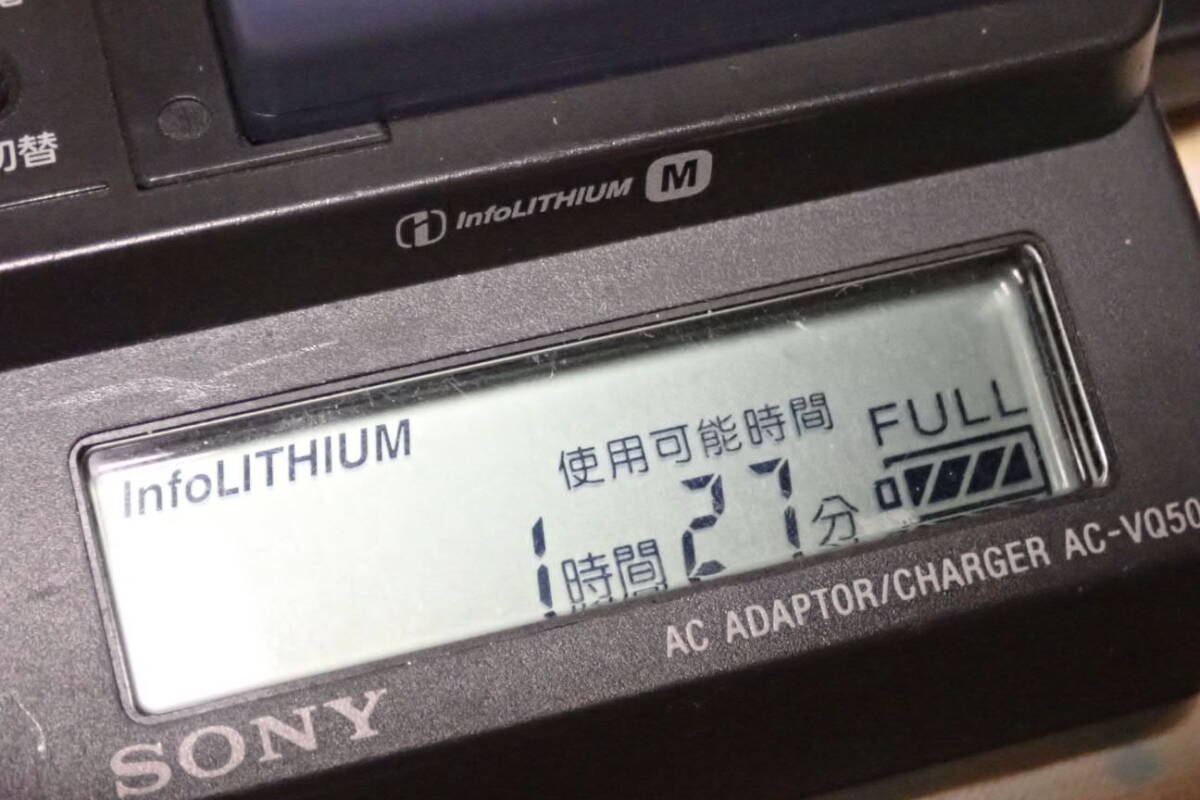 切替
InfoLITHIUM M
InfoLITHIUM
使用可能時間
FULL
1時間27分
AC ADAPTOR/CHARGER AC-VQ50
SONY